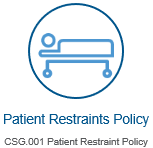 Patient Restraints Policy
CSG.001 Patient Restraint Policy